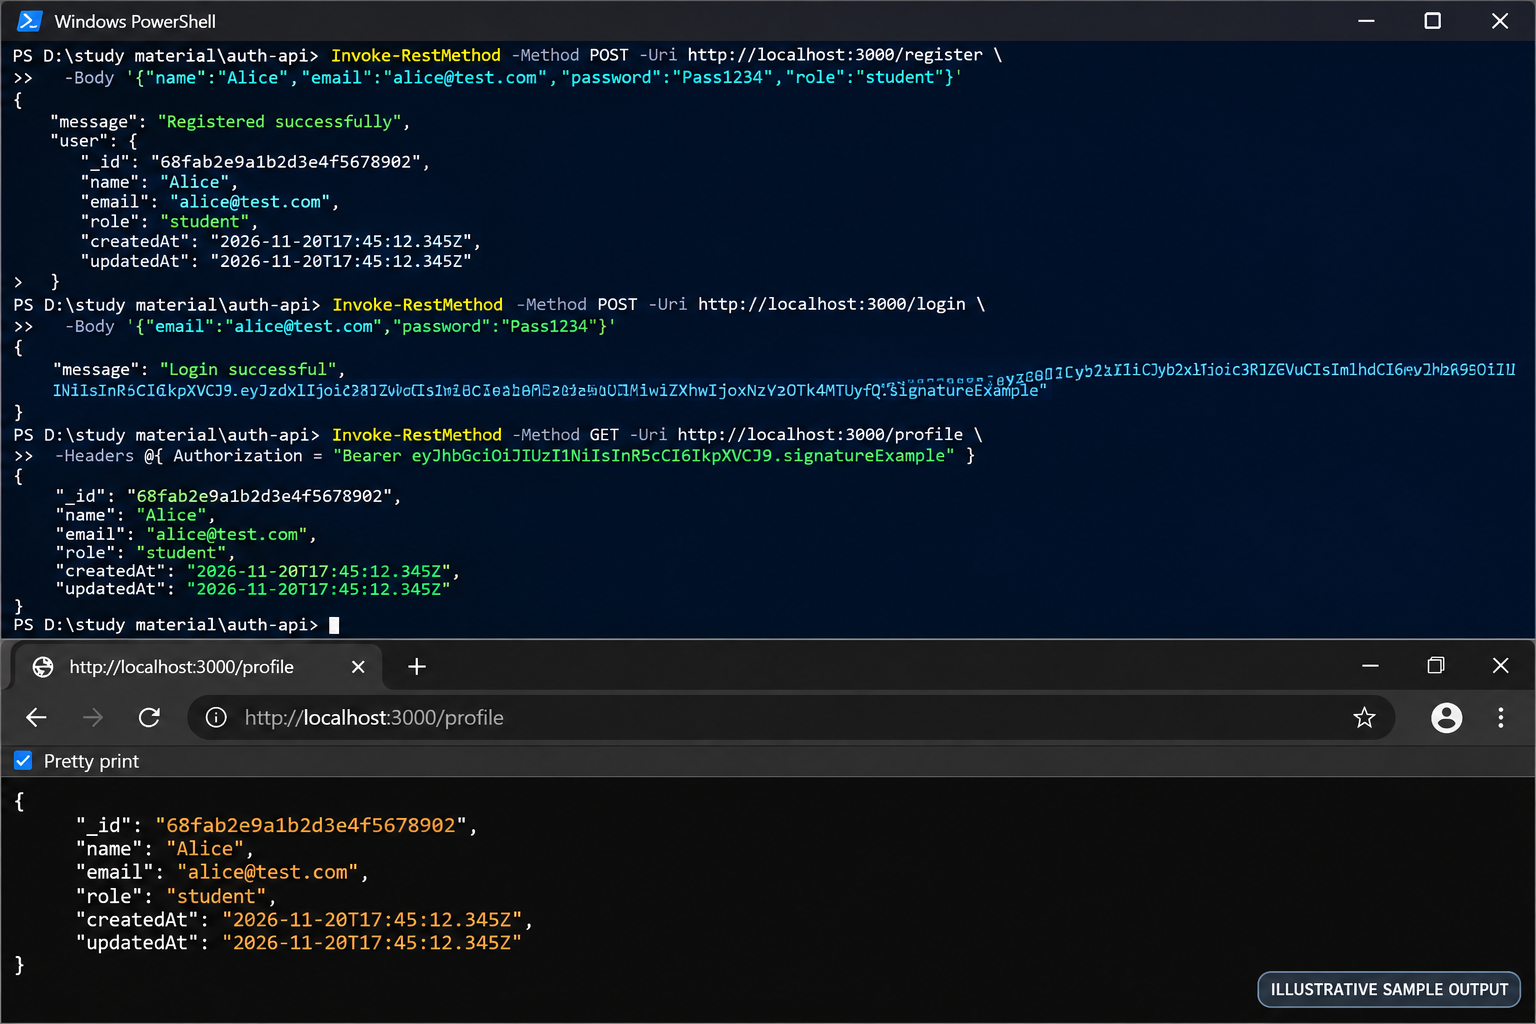 Windows PowerShell
PS D:\study material\auth-api> Invoke-RestMethod -Method POST -Uri http://localhost:3000/register \
>> -Body '{"name":"Alice","email":"alice@test.com","password":"Pass1234","role":"student"}'
{
"message": "Registered successfully",
"user": {
"_id": "68fab2e9a1b2d3e4f5678902",
"name": "Alice",
"email": "alice@test.com",
"role": "student",
"createdAt": "2026-11-20T17:45:12.345Z",
"updatedAt": "2026-11-20T17:45:12.345Z"
> }
PS D:\study material\auth-api> Invoke-RestMethod -Method POST -Uri http://localhost:3000/login \
>> -Body '{"email":"alice@test.com","password":"Pass1234"}'
{
"message": "Login successful",
signatureExample"
}
PS D:\study material\auth-api> Invoke-RestMethod -Method GET -Uri http://localhost:3000/profile \
>> -Headers @{ Authorization = "Bearer eyJhbGciOiJIUzI1NiIsInR5cCI6IkpXVCJ9.signatureExample" }
{
"_id": "68fab2e9a1b2d3e4f5678902",
"name": "Alice",
"email": "alice@test.com",
"role": "student",
"createdAt": "2026-11-20T17:45:12.345Z",
"updatedAt": "2026-11-20T17:45:12.345Z"
}
PS D:\study material\auth-api>
http://localhost:3000/profile
http://localhost:3000/profile
Pretty print
{
"_id": "68fab2e9a1b2d3e4f5678902",
"name": "Alice",
"email": "alice@test.com",
"role": "student",
"createdAt": "2026-11-20T17:45:12.345Z",
"updatedAt": "2026-11-20T17:45:12.345Z"
}
ILLUSTRATIVE SAMPLE OUTPUT